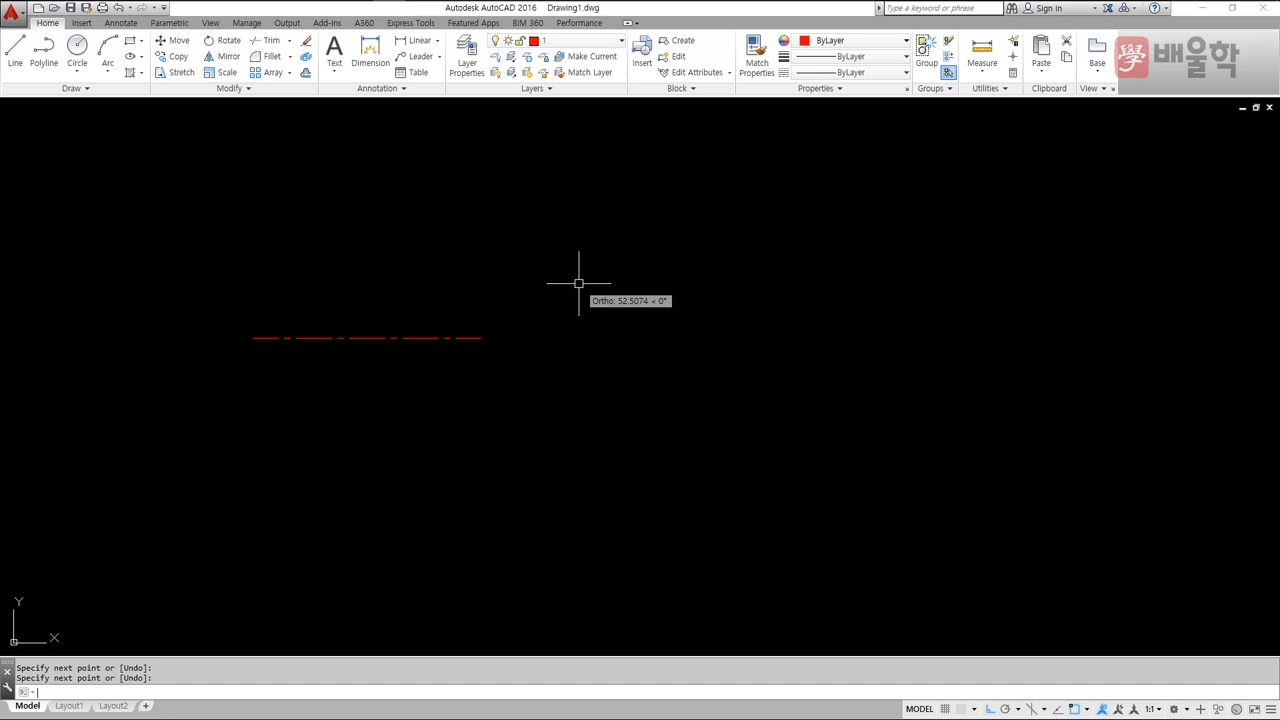 Autodesk AutoCAD 2016 Drawing1.dwg
Type a keyword or phrase
Sign In
Home Insert Annotate Parametric View Manage Output Add-ins A360 Express Tools Featured Apps BIM 360 Performance
Line Polyline Circle Arc
Move Rotate Trim
Copy Mirror Fillet
Stretch Scale Array
Text Dimension
Linear
Leader
Table
Layer Properties
1
Make Current
Match Layer
Insert
Create
Edit
Edit Attributes
Match Properties
ByLayer
ByLayer
ByLayer
Group
Measure
Paste
Base
學 배울학
Draw Modify Annotation Layers Block Properties Groups Utilities Clipboard View
Ortho: 52.5074 < 0°
Y
X
Specify next point or [Undo]:
Specify next point or [Undo]:
Model Layout1 Layout2 +
MODEL
1:1